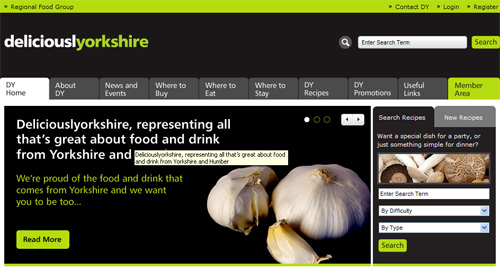 » Regional Food Group
» Contact DY » Login » Register
deliciouslyyorkshire
Enter Search Term Search
DY Home
About DY
News and Events
Where to Buy
Where to Eat
Where to Stay
DY Recipes
DY Promotions
Useful Links
Member Area
Deliciouslyorkshire, representing all
that's great about food and drink
from Yorkshire and
Deliciouslyorkshire, representing all that's great about food
and drink from Yorkshire and Humber
We're proud of the food and drink that
comes from Yorkshire and we want
you to be too...
Read More
Search Recipes New Recipes
Want a special dish for a party, or
just something simple for dinner?
Enter Search Term
By Difficulty
By Type
Search